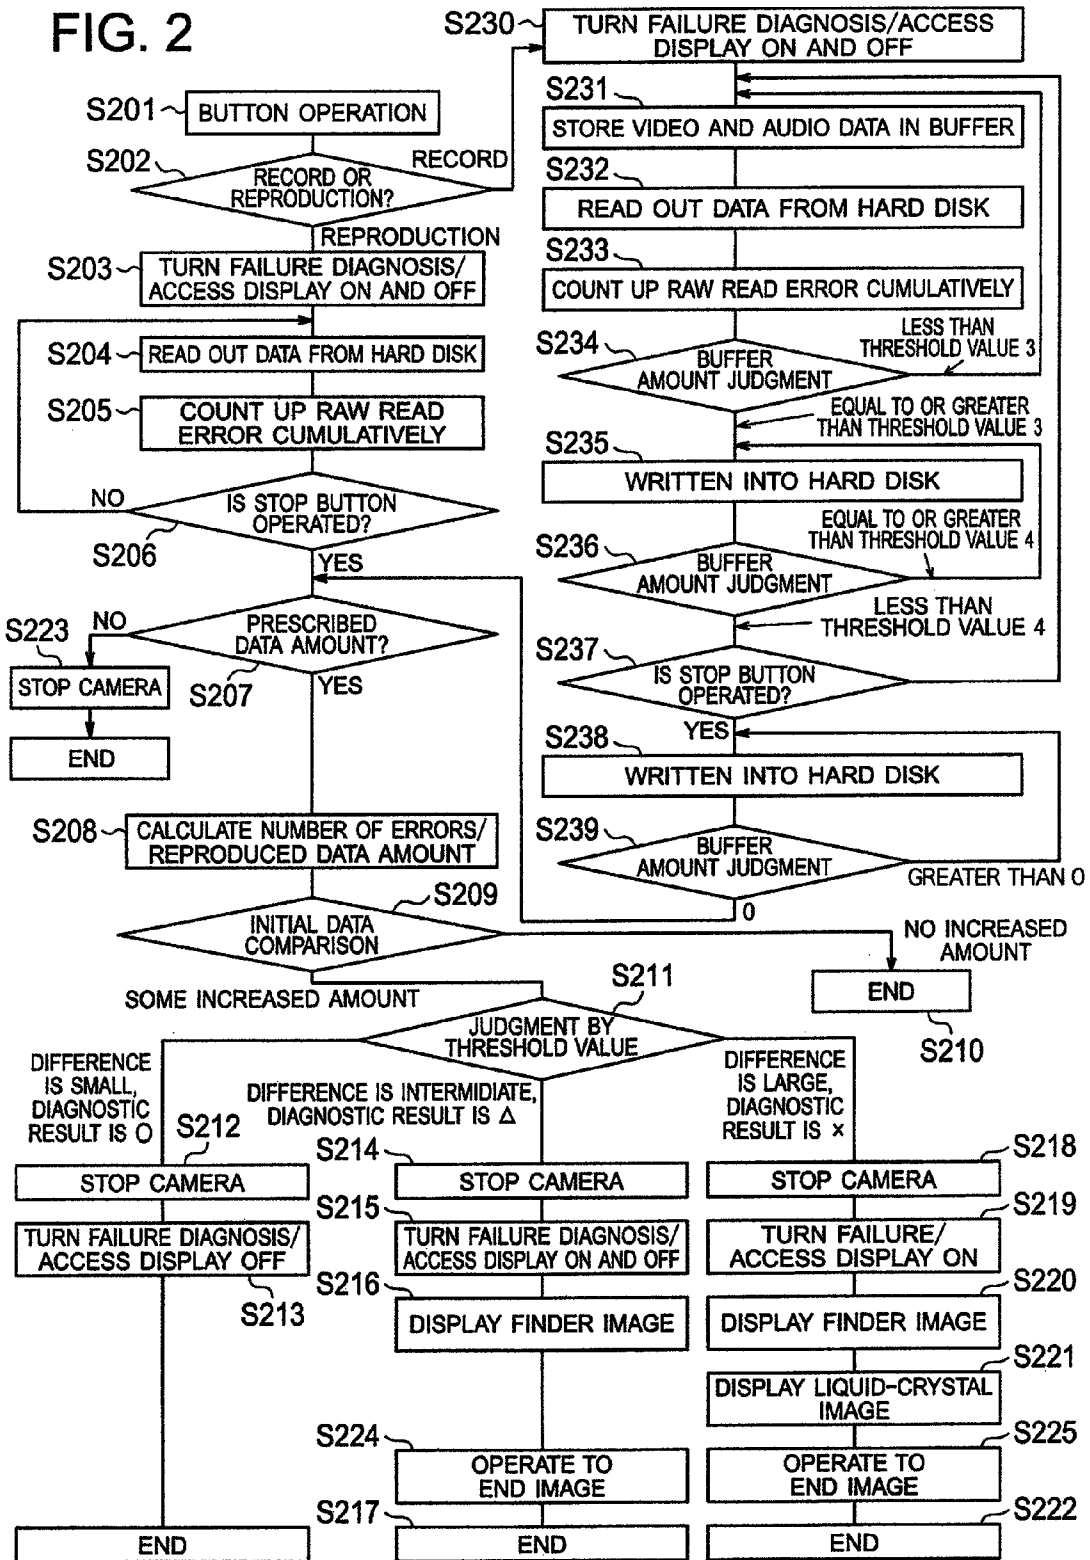 FIG. 2
S201
BUTTON OPERATION
S202
RECORD OR
REPRODUCTION?
RECORD
REPRODUCTION
S203
TURN FAILURE DIAGNOSIS/
ACCESS DISPLAY ON AND OFF
S204
READ OUT DATA FROM HARD DISK
S205
COUNT UP RAW READ
ERROR CUMULATIVELY
NO
IS STOP BUTTON
OPERATED?
S206
YES
S223
NO
PRESCRIBED
DATA AMOUNT?
STOP CAMERA
S207
YES
END
S208
CALCULATE NUMBER OF ERRORS/
REPRODUCED DATA AMOUNT
S209
INITIAL DATA
COMPARISON
S230
TURN FAILURE DIAGNOSIS/ACCESS
DISPLAY ON AND OFF
S231
STORE VIDEO AND AUDIO DATA IN BUFFER
S232
READ OUT DATA FROM HARD DISK
S233
COUNT UP RAW READ ERROR CUMULATIVELY
S234
BUFFER
AMOUNT JUDGMENT
LESS THAN
THRESHOLD VALUE 3
EQUAL TO OR GREATER
THAN THRESHOLD VALUE 3
S235
WRITTEN INTO HARD DISK
S236
BUFFER
AMOUNT JUDGMENT
EQUAL TO OR GREATER
THAN THRESHOLD VALUE 4
LESS THAN
THRESHOLD VALUE 4
S237
IS STOP BUTTON
OPERATED?
YES
S238
WRITTEN INTO HARD DISK
S239
BUFFER
AMOUNT JUDGMENT
GREATER THAN 0
0
NO INCREASED
AMOUNT
END
S210
SOME INCREASED AMOUNT
S211
JUDGMENT BY
THRESHOLD VALUE
DIFFERENCE
IS SMALL,
DIAGNOSTIC
RESULT IS O
DIFFERENCE IS INTERMIDIATE,
DIAGNOSTIC RESULT IS Δ
DIFFERENCE
IS LARGE,
DIAGNOSTIC
RESULT IS ×
S212
STOP CAMERA
TURN FAILURE DIAGNOSIS/
ACCESS DISPLAY OFF
S213
END
S214
STOP CAMERA
S215
TURN FAILURE DIAGNOSIS/
ACCESS DISPLAY ON AND OFF
S216
DISPLAY FINDER IMAGE
S224
OPERATE TO
END IMAGE
S217
END
S218
STOP CAMERA
S219
TURN FAILURE/
ACCESS DISPLAY ON
S220
DISPLAY FINDER IMAGE
S221
DISPLAY LIQUID-CRYSTAL
IMAGE
S225
OPERATE TO
END IMAGE
S222
END